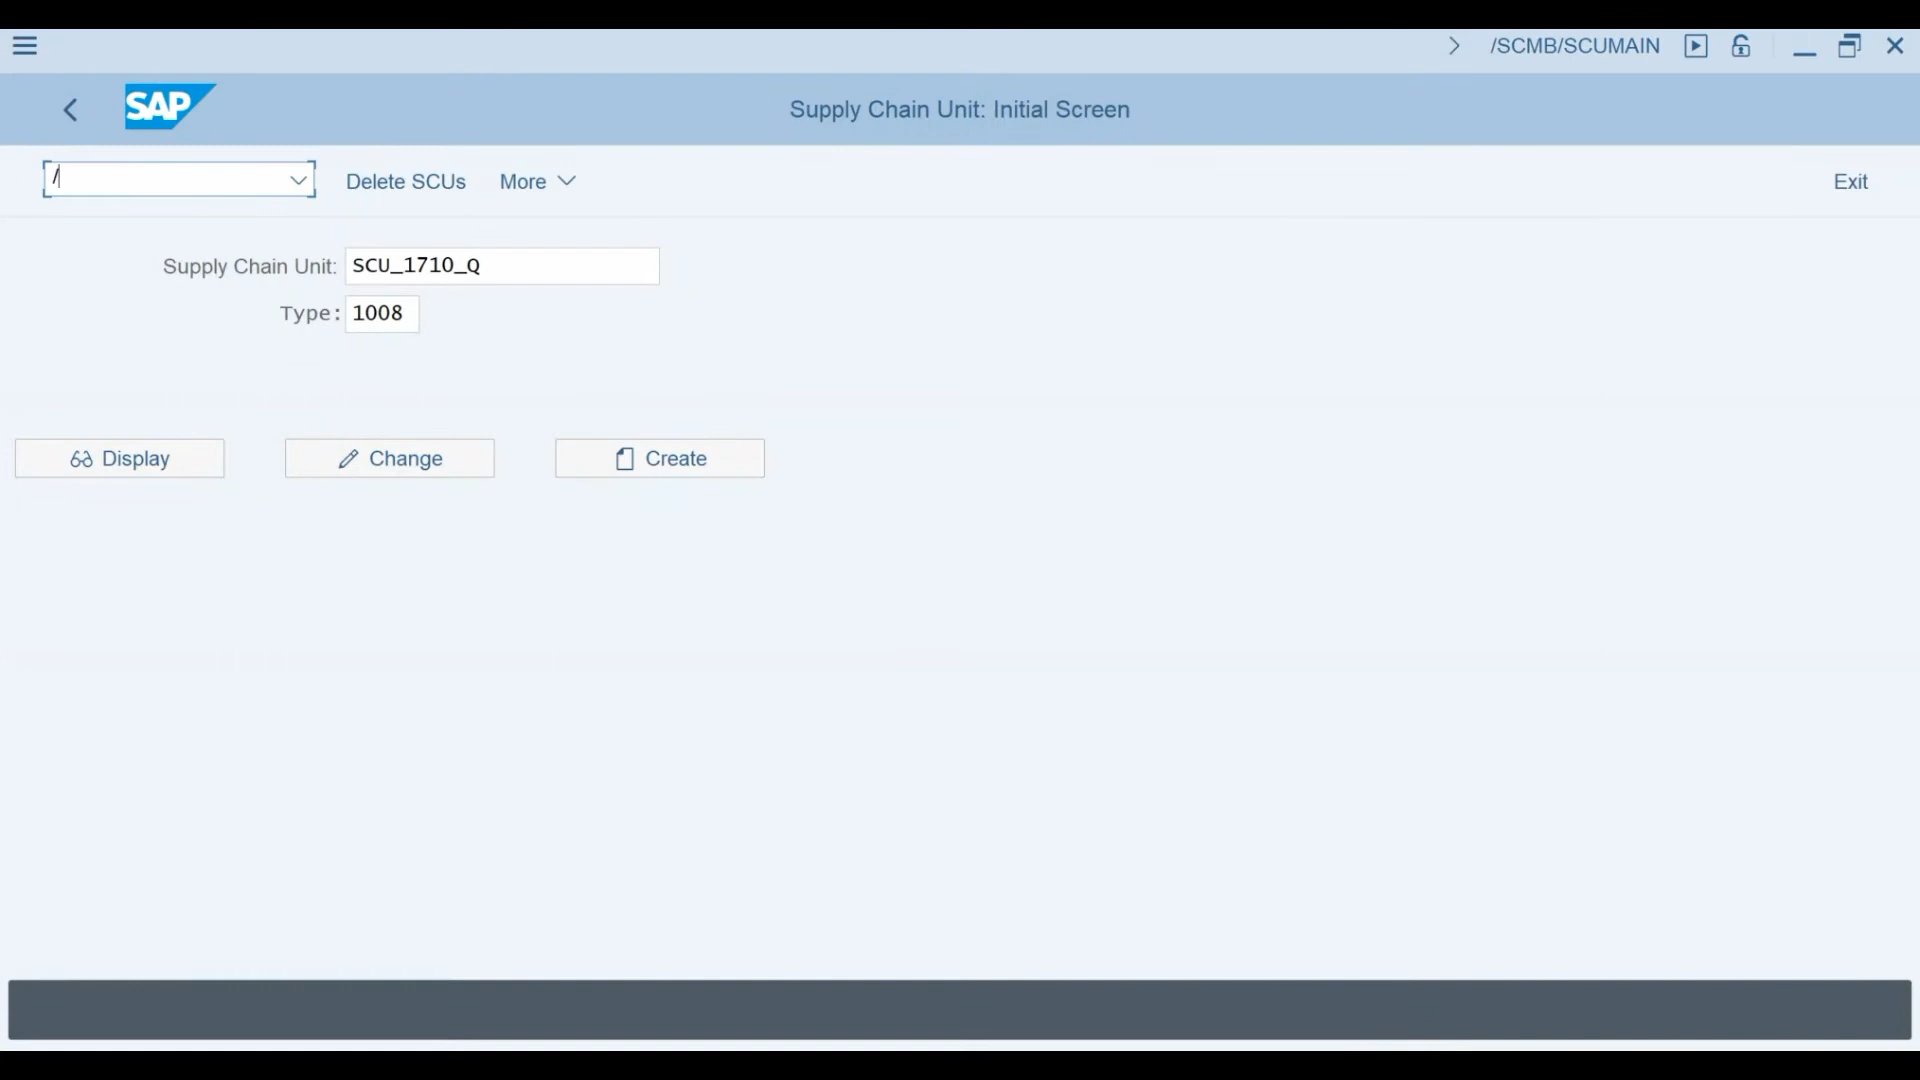 /SCMB/SCUMAIN
SAP
Supply Chain Unit: Initial Screen
/
Delete SCUs
More
Exit
Supply Chain Unit: SCU_1710_Q
Type: 1008
Display
Change
Create